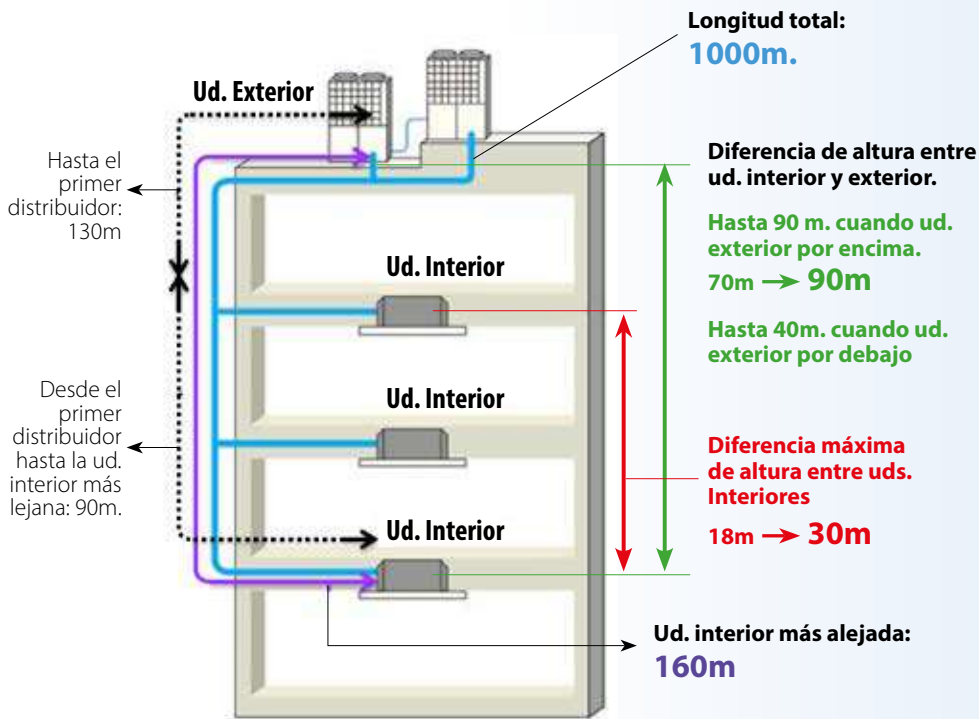 Longitud total:
1000m.
Ud. Exterior
Hasta el
primer
distribuidor:
130m
Diferencia de altura entre
ud. interior y exterior.
Hasta 90 m. cuando ud.
exterior por encima.
70m → 90m
Hasta 40m. cuando ud.
exterior por debajo
Ud. Interior
Ud. Interior
Desde el
primer
distribuidor
hasta la ud.
interior más
lejana: 90m.
Diferencia máxima
de altura entre uds.
Interiores
18m → 30m
Ud. Interior
Ud. interior más alejada:
160m